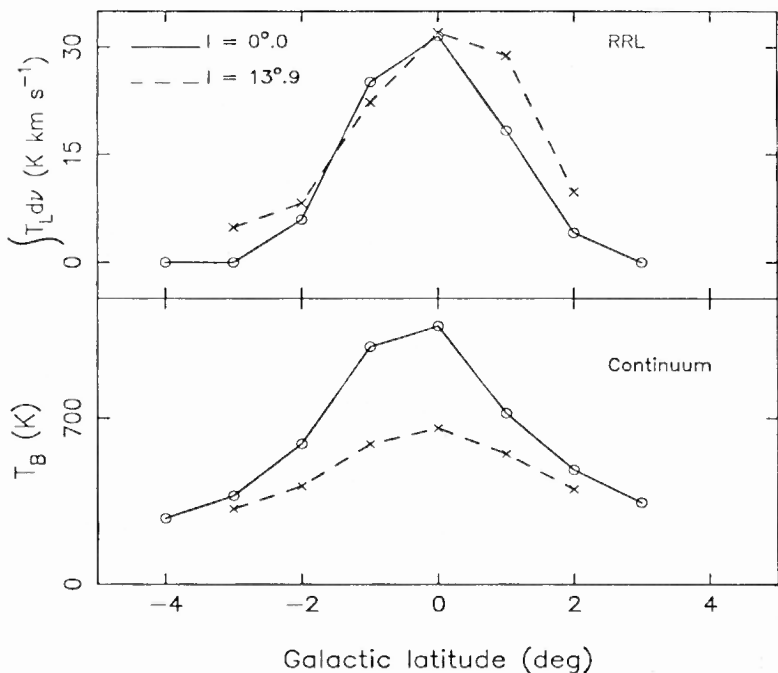 30
15
0
∫T_L dν (K km s⁻¹)
l = 0°.0
l = 13°.9
RRL
700
0
T_B (K)
Continuum
−4 −2 0 2 4
Galactic latitude (deg)